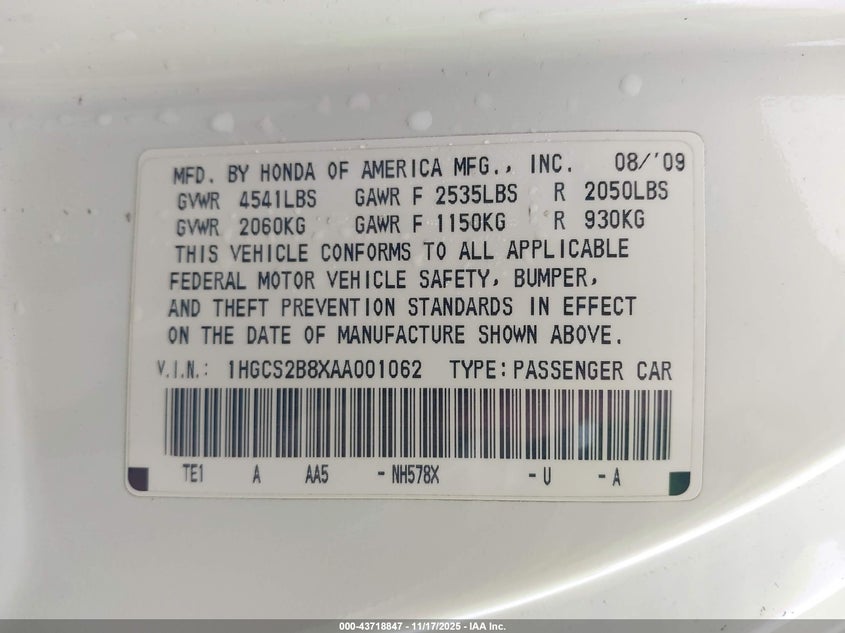 MFD. BY HONDA OF AMERICA MFG., INC. 08/'09
GVWR 4541LBS GAWR F 2535LBS R 2050LBS
GVWR 2060KG GAWR F 1150KG R 930KG
THIS VEHICLE CONFORMS TO ALL APPLICABLE
FEDERAL MOTOR VEHICLE SAFETY, BUMPER,
AND THEFT PREVENTION STANDARDS IN EFFECT
ON THE DATE OF MANUFACTURE SHOWN ABOVE.
V.I.N.: 1HGCS2B8XAA001062 TYPE: PASSENGER CAR
TE1 A AA5 - NH578X - U - A
000-43718847 - 11/17/2025 - IAA Inc.